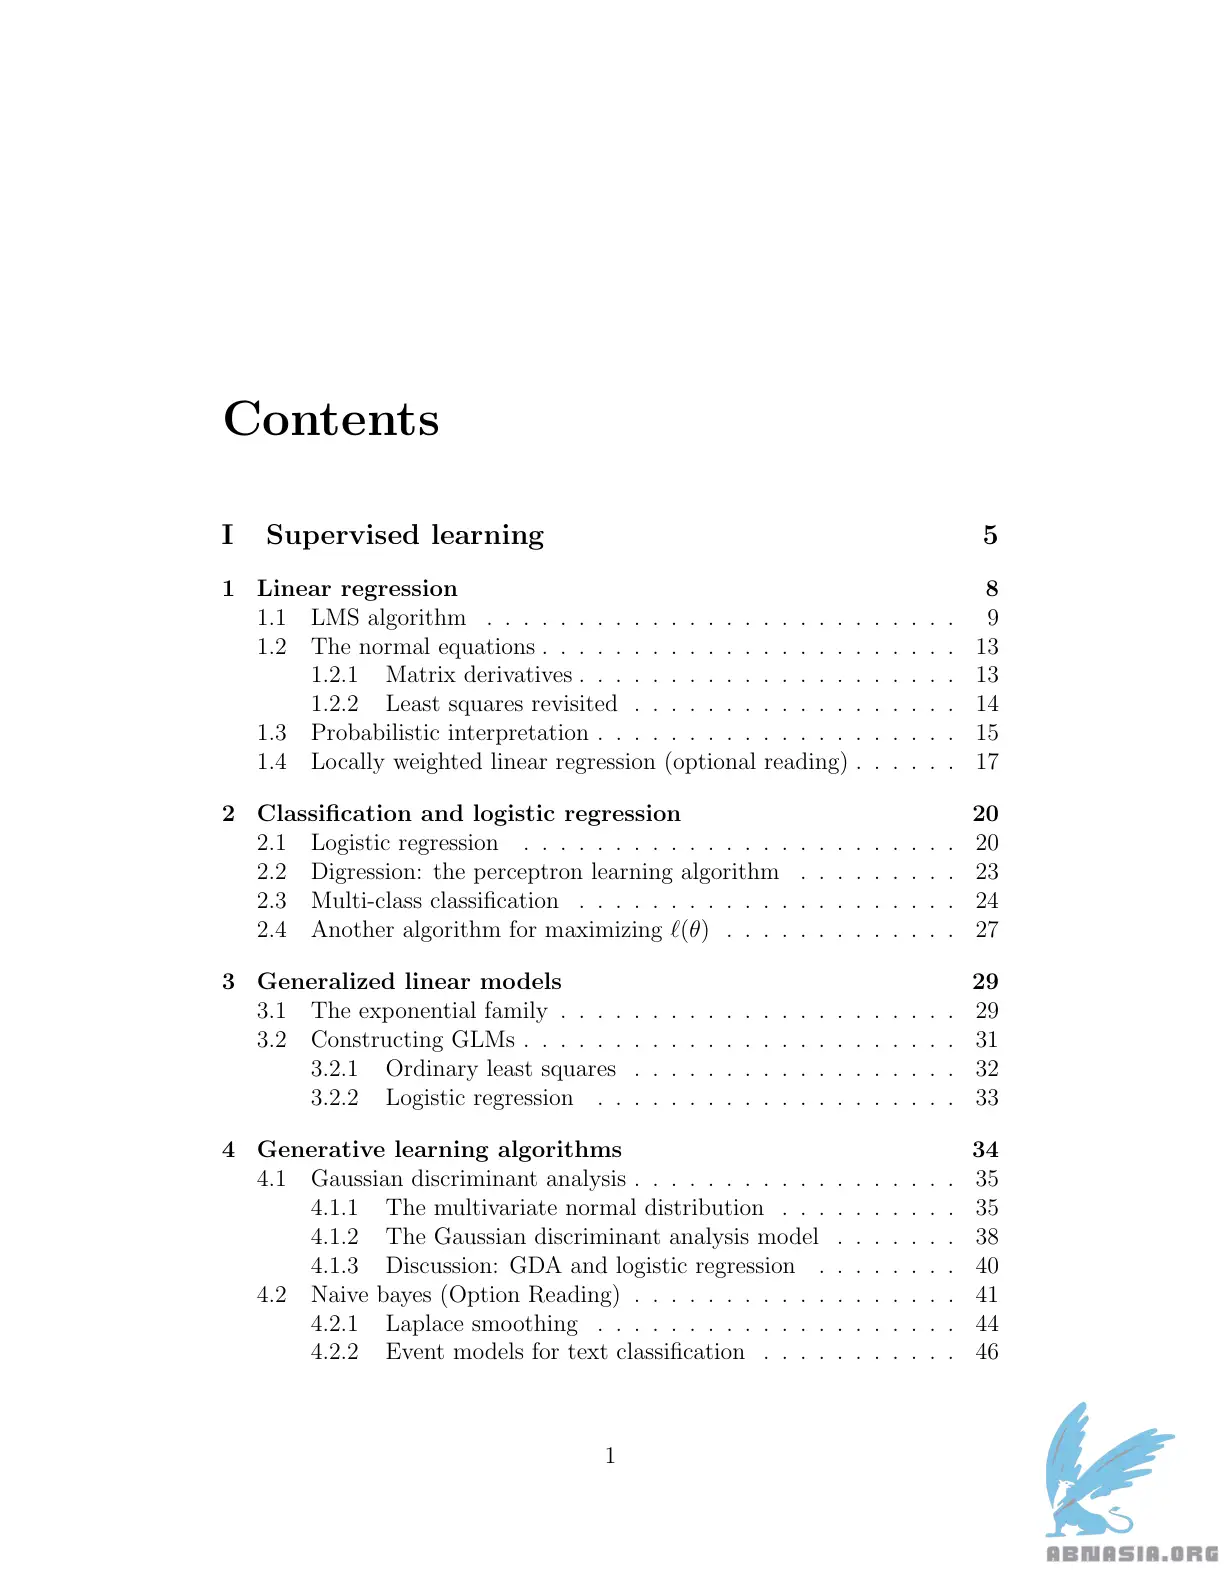 Contents
I Supervised learning 5
1 Linear regression 8
1.1 LMS algorithm . . . . . . . . . . . . . . . . . . . . . . . . . . 9
1.2 The normal equations . . . . . . . . . . . . . . . . . . . . . . . 13
1.2.1 Matrix derivatives . . . . . . . . . . . . . . . . . . . . . 13
1.2.2 Least squares revisited . . . . . . . . . . . . . . . . . . 14
1.3 Probabilistic interpretation . . . . . . . . . . . . . . . . . . . . 15
1.4 Locally weighted linear regression (optional reading) . . . . . . 17
2 Classification and logistic regression 20
2.1 Logistic regression . . . . . . . . . . . . . . . . . . . . . . . . 20
2.2 Digression: the perceptron learning algorithm . . . . . . . . . 23
2.3 Multi-class classification . . . . . . . . . . . . . . . . . . . . . 24
2.4 Another algorithm for maximizing ℓ(θ) . . . . . . . . . . . . . 27
3 Generalized linear models 29
3.1 The exponential family . . . . . . . . . . . . . . . . . . . . . . 29
3.2 Constructing GLMs . . . . . . . . . . . . . . . . . . . . . . . . 31
3.2.1 Ordinary least squares . . . . . . . . . . . . . . . . . . 32
3.2.2 Logistic regression . . . . . . . . . . . . . . . . . . . . 33
4 Generative learning algorithms 34
4.1 Gaussian discriminant analysis . . . . . . . . . . . . . . . . . . 35
4.1.1 The multivariate normal distribution . . . . . . . . . . 35
4.1.2 The Gaussian discriminant analysis model . . . . . . . 38
4.1.3 Discussion: GDA and logistic regression . . . . . . . . 40
4.2 Naive bayes (Option Reading) . . . . . . . . . . . . . . . . . . 41
4.2.1 Laplace smoothing . . . . . . . . . . . . . . . . . . . . 44
4.2.2 Event models for text classification . . . . . . . . . . . 46
1
ABNASIA.ORG